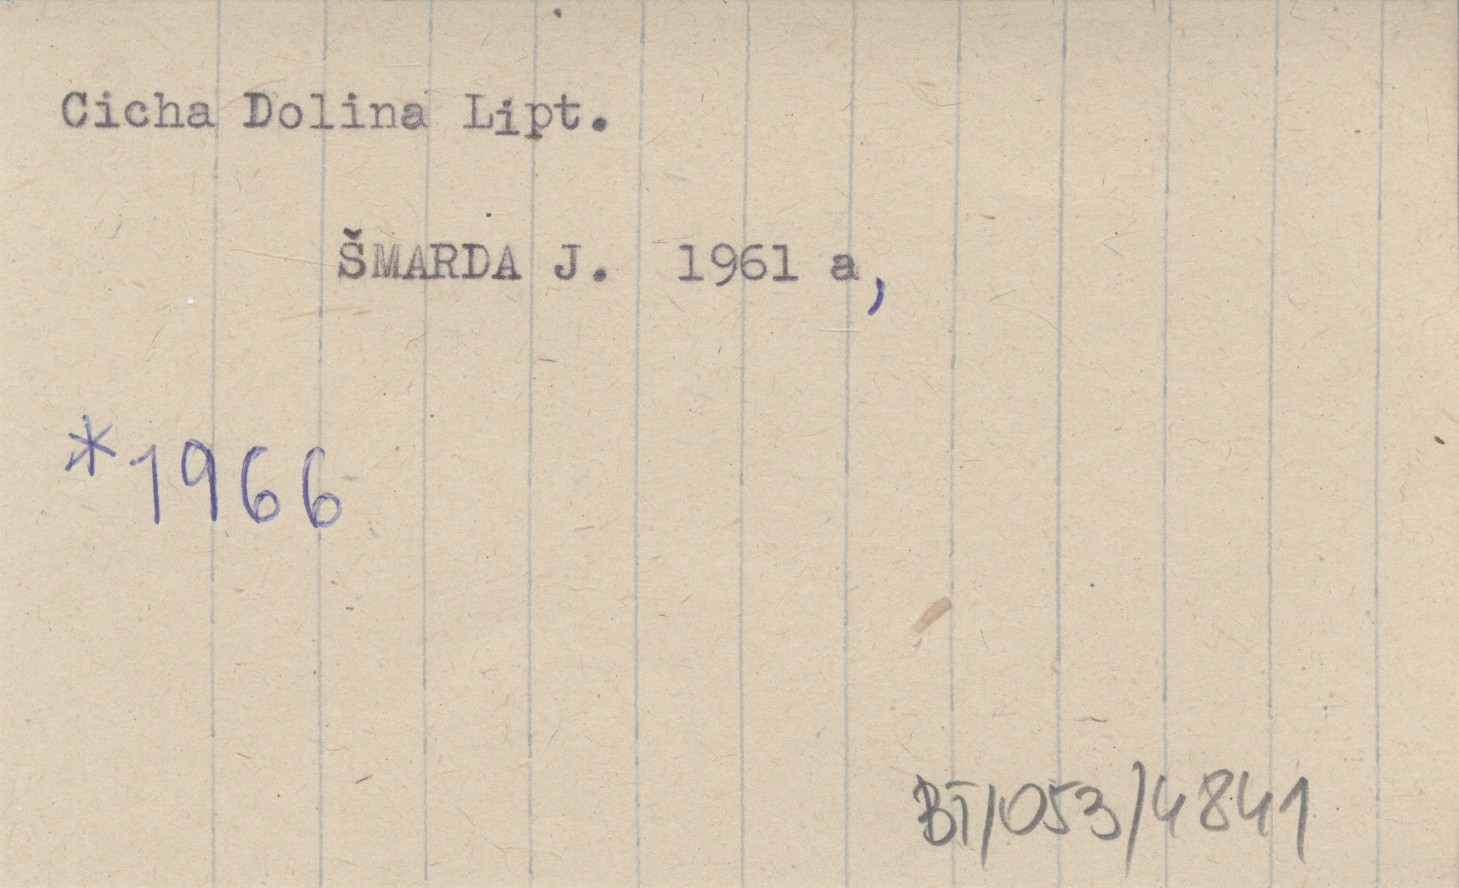 Cicha Dolina Lipt.
ŠMARDA J. 1961 a,
*1966
BT/053/4841